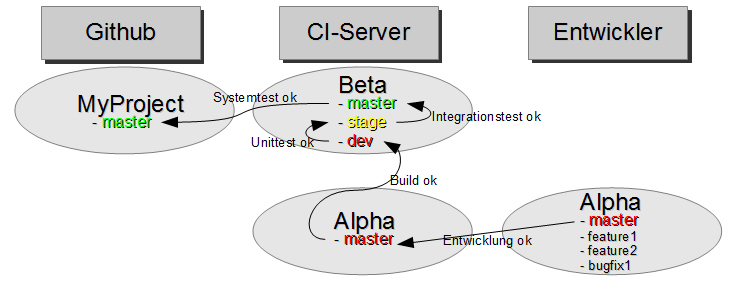 Github
CI-Server
Entwickler
MyProject
- master
Systemtest ok
Beta
- master
- stage
- dev
Integrationstest ok
Unittest ok
Build ok
Alpha
- master
Entwicklung ok
Alpha
- master
- feature1
- feature2
- bugfix1